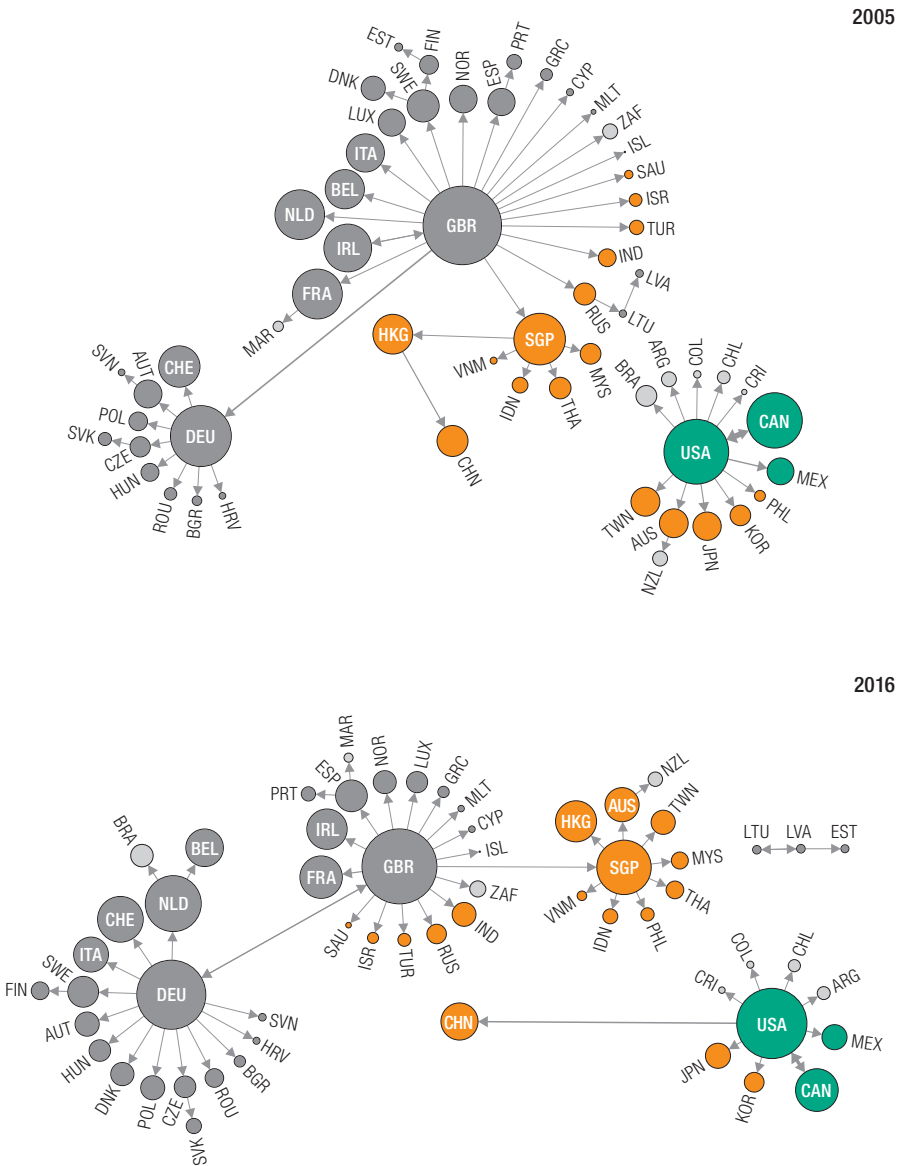 2005
EST
FIN
NOR
ESP
PRT
GRC
CYP
MLT
ZAF
ISL
SAU
ISR
TUR
IND
DNK
SWE
LUX
ITA
BEL
NLD
GBR
IRL
FRA
MAR
RUS
LVA
LTU
HKG
SGP
VNM
IDN
THA
MYS
CHN
SVN
AUT
CHE
POL
DEU
SVK
CZE
HUN
ROU
BGR
HRV
BRA
ARG
COL
CHL
CRI
CAN
USA
MEX
PHL
KOR
JPN
AUS
TWN
NZL
2016
MAR
ESP
PRT
NOR
LUX
GRC
MLT
CYP
ISL
IRL
FRA
GBR
ZAF
IND
RUS
TUR
ISR
SAU
NZL
AUS
TWN
HKG
SGP
MYS
THA
PHL
IDN
VNM
LTU
LVA
EST
BRA
BEL
NLD
CHE
ITA
SWE
FIN
DEU
AUT
HUN
DNK
POL
CZE
SVK
ROU
BGR
HRV
SVN
CHN
COL
CHL
CRI
ARG
USA
MEX
JPN
KOR
CAN